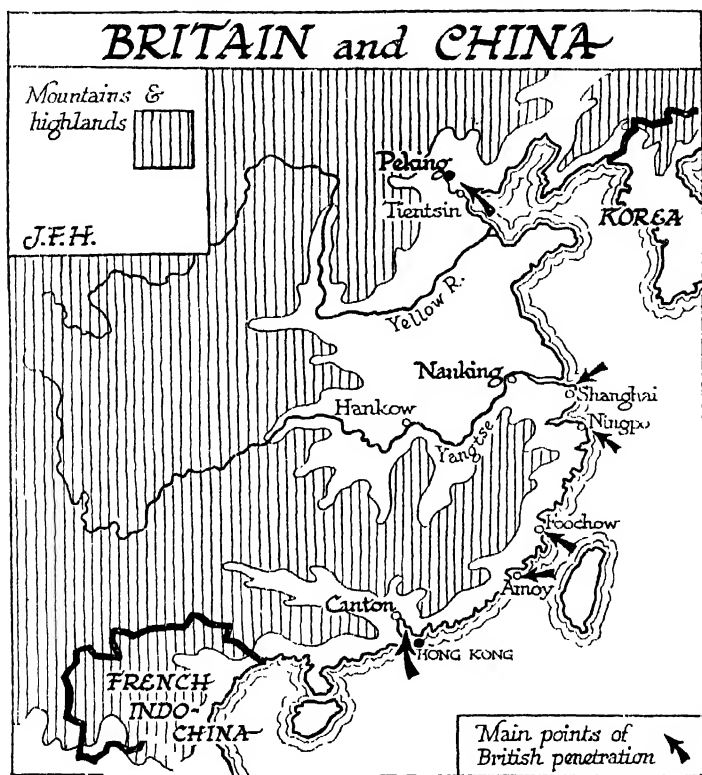 BRITAIN and CHINA
Mountains &
highlands
J.F.H.
Peking
Tientsin
KOREA
Yellow R.
Nanking
Shanghai
Hankow
Ningpo
Yangtse
Foochow
Amoy
Canton
HONG KONG
FRENCH
INDO-
CHINA
Main points of
British penetration